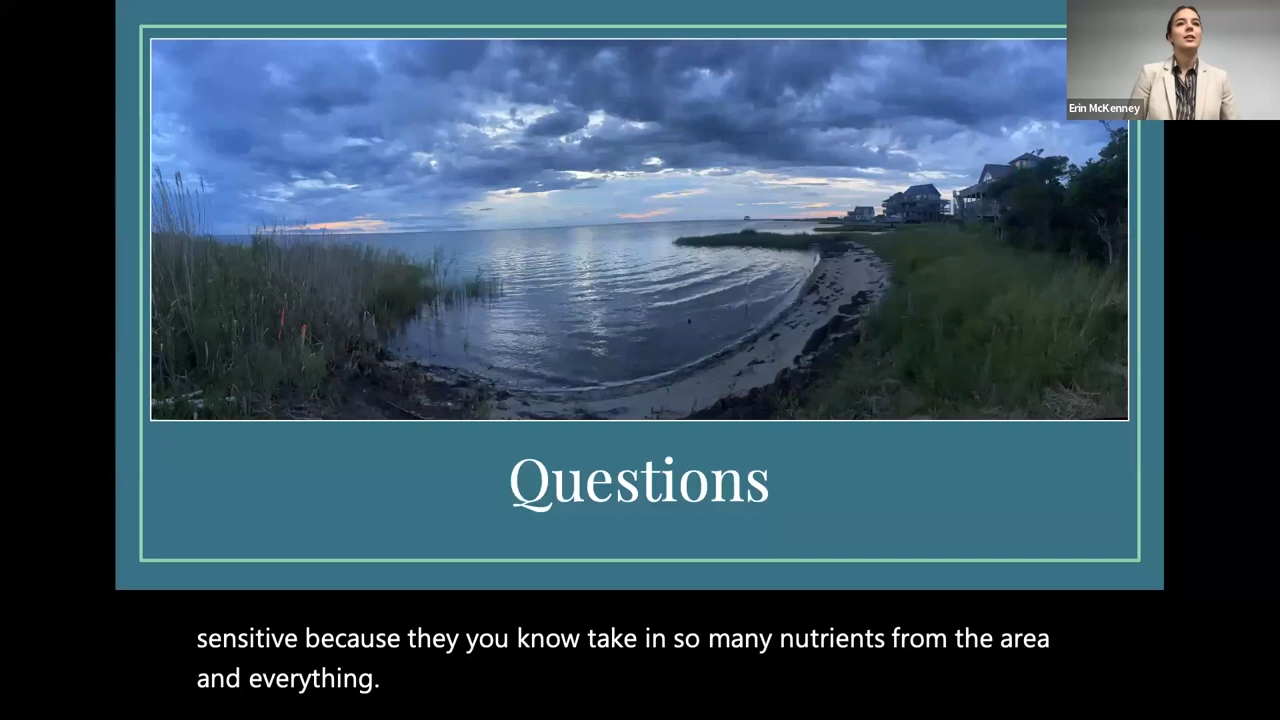 Erin McKenney
Questions
sensitive because they you know take in so many nutrients from the area
and everything.